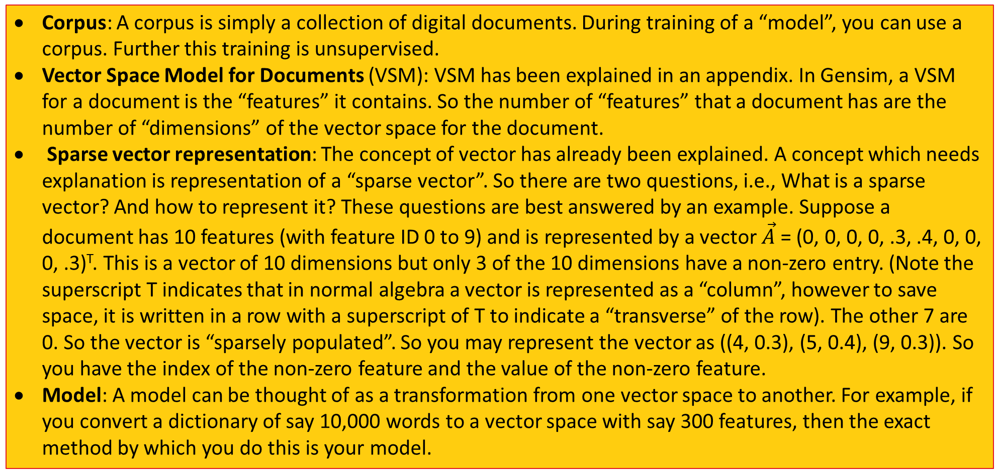 • Corpus: A corpus is simply a collection of digital documents. During training of a “model”, you can use a
corpus. Further this training is unsupervised.
• Vector Space Model for Documents (VSM): VSM has been explained in an appendix. In Gensim, a VSM
for a document is the “features” it contains. So the number of “features” that a document has are the
number of “dimensions” of the vector space for the document.
• Sparse vector representation: The concept of vector has already been explained. A concept which needs
explanation is representation of a “sparse vector”. So there are two questions, i.e., What is a sparse
vector? And how to represent it? These questions are best answered by an example. Suppose a
document has 10 features (with feature ID 0 to 9) and is represented by a vector A⃗ = (0, 0, 0, 0, .3, .4, 0, 0,
0, .3)ᵀ. This is a vector of 10 dimensions but only 3 of the 10 dimensions have a non-zero entry. (Note the
superscript T indicates that in normal algebra a vector is represented as a “column”, however to save
space, it is written in a row with a superscript of T to indicate a “transverse” of the row). The other 7 are
0. So the vector is “sparsely populated”. So you may represent the vector as ((4, 0.3), (5, 0.4), (9, 0.3)). So
you have the index of the non-zero feature and the value of the non-zero feature.
• Model: A model can be thought of as a transformation from one vector space to another. For example, if
you convert a dictionary of say 10,000 words to a vector space with say 300 features, then the exact
method by which you do this is your model.